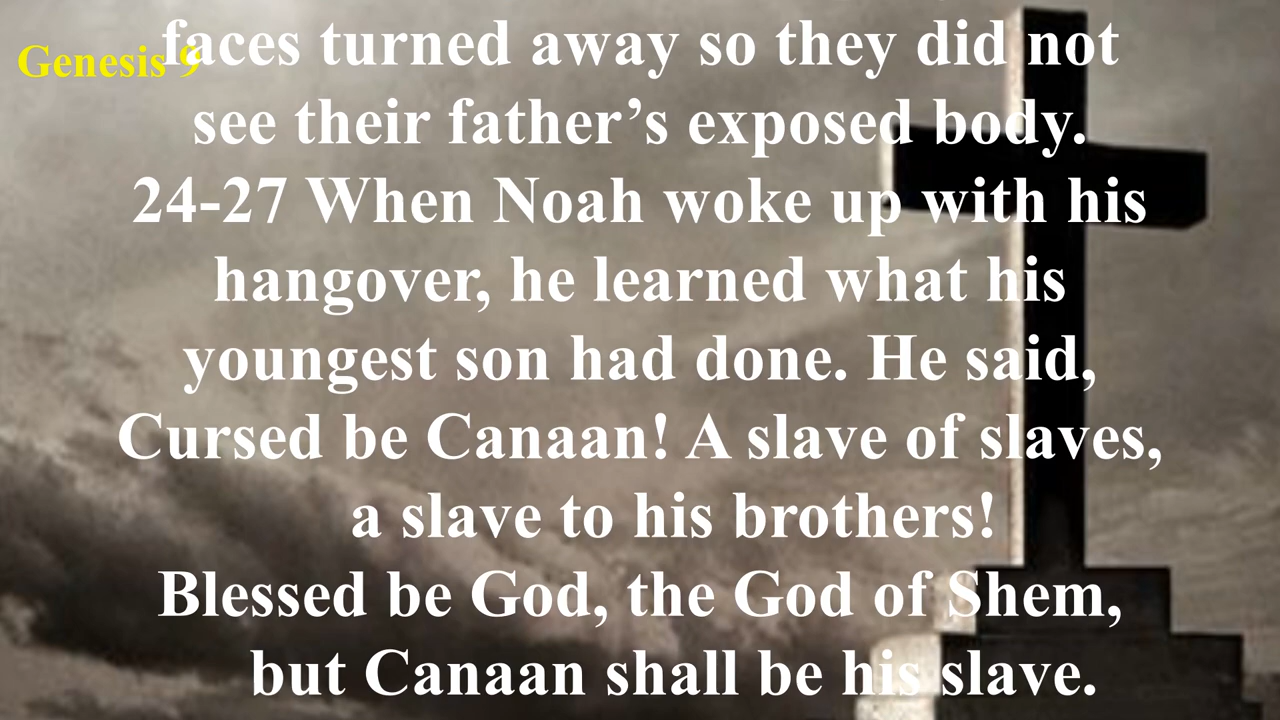 Genesis 9
faces turned away so they did not
see their father’s exposed body.
24-27 When Noah woke up with his
hangover, he learned what his
youngest son had done. He said,
Cursed be Canaan! A slave of slaves,
a slave to his brothers!
Blessed be God, the God of Shem,
but Canaan shall be his slave.